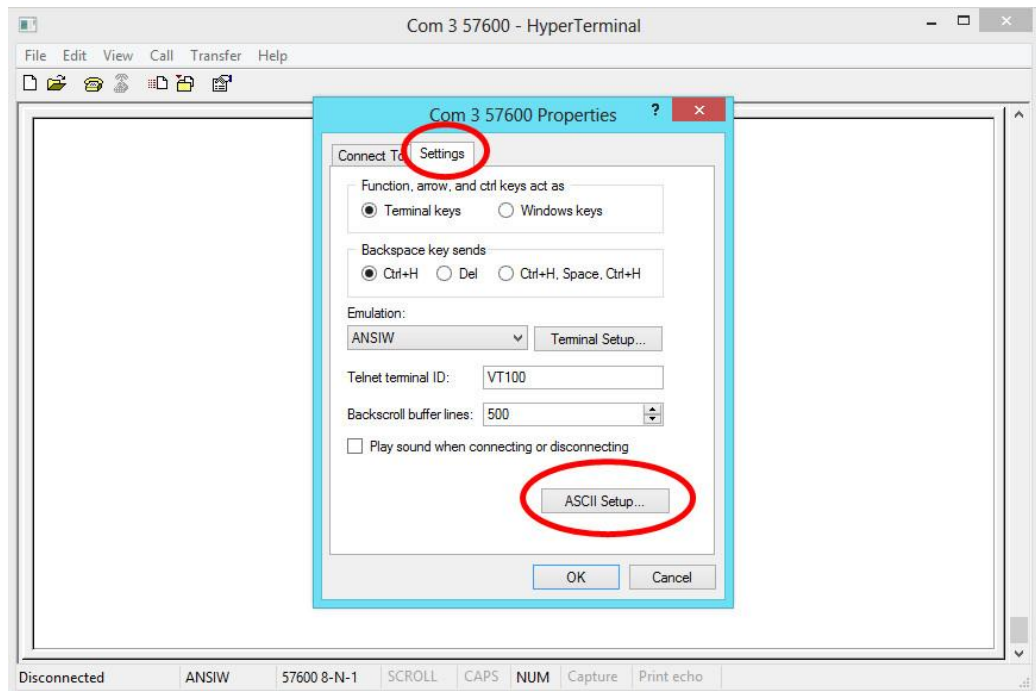 Com 3 57600 - HyperTerminal
File Edit View Call Transfer Help
Com 3 57600 Properties ?
Connect To Settings
Function, arrow, and ctrl keys act as
Terminal keys Windows keys
Backspace key sends
Ctrl+H Del Ctrl+H, Space, Ctrl+H
Emulation:
ANSIW Terminal Setup...
Telnet terminal ID: VT100
Backscroll buffer lines: 500
Play sound when connecting or disconnecting
ASCII Setup...
OK Cancel
Disconnected ANSIW 57600 8-N-1 SCROLL CAPS NUM Capture Print echo